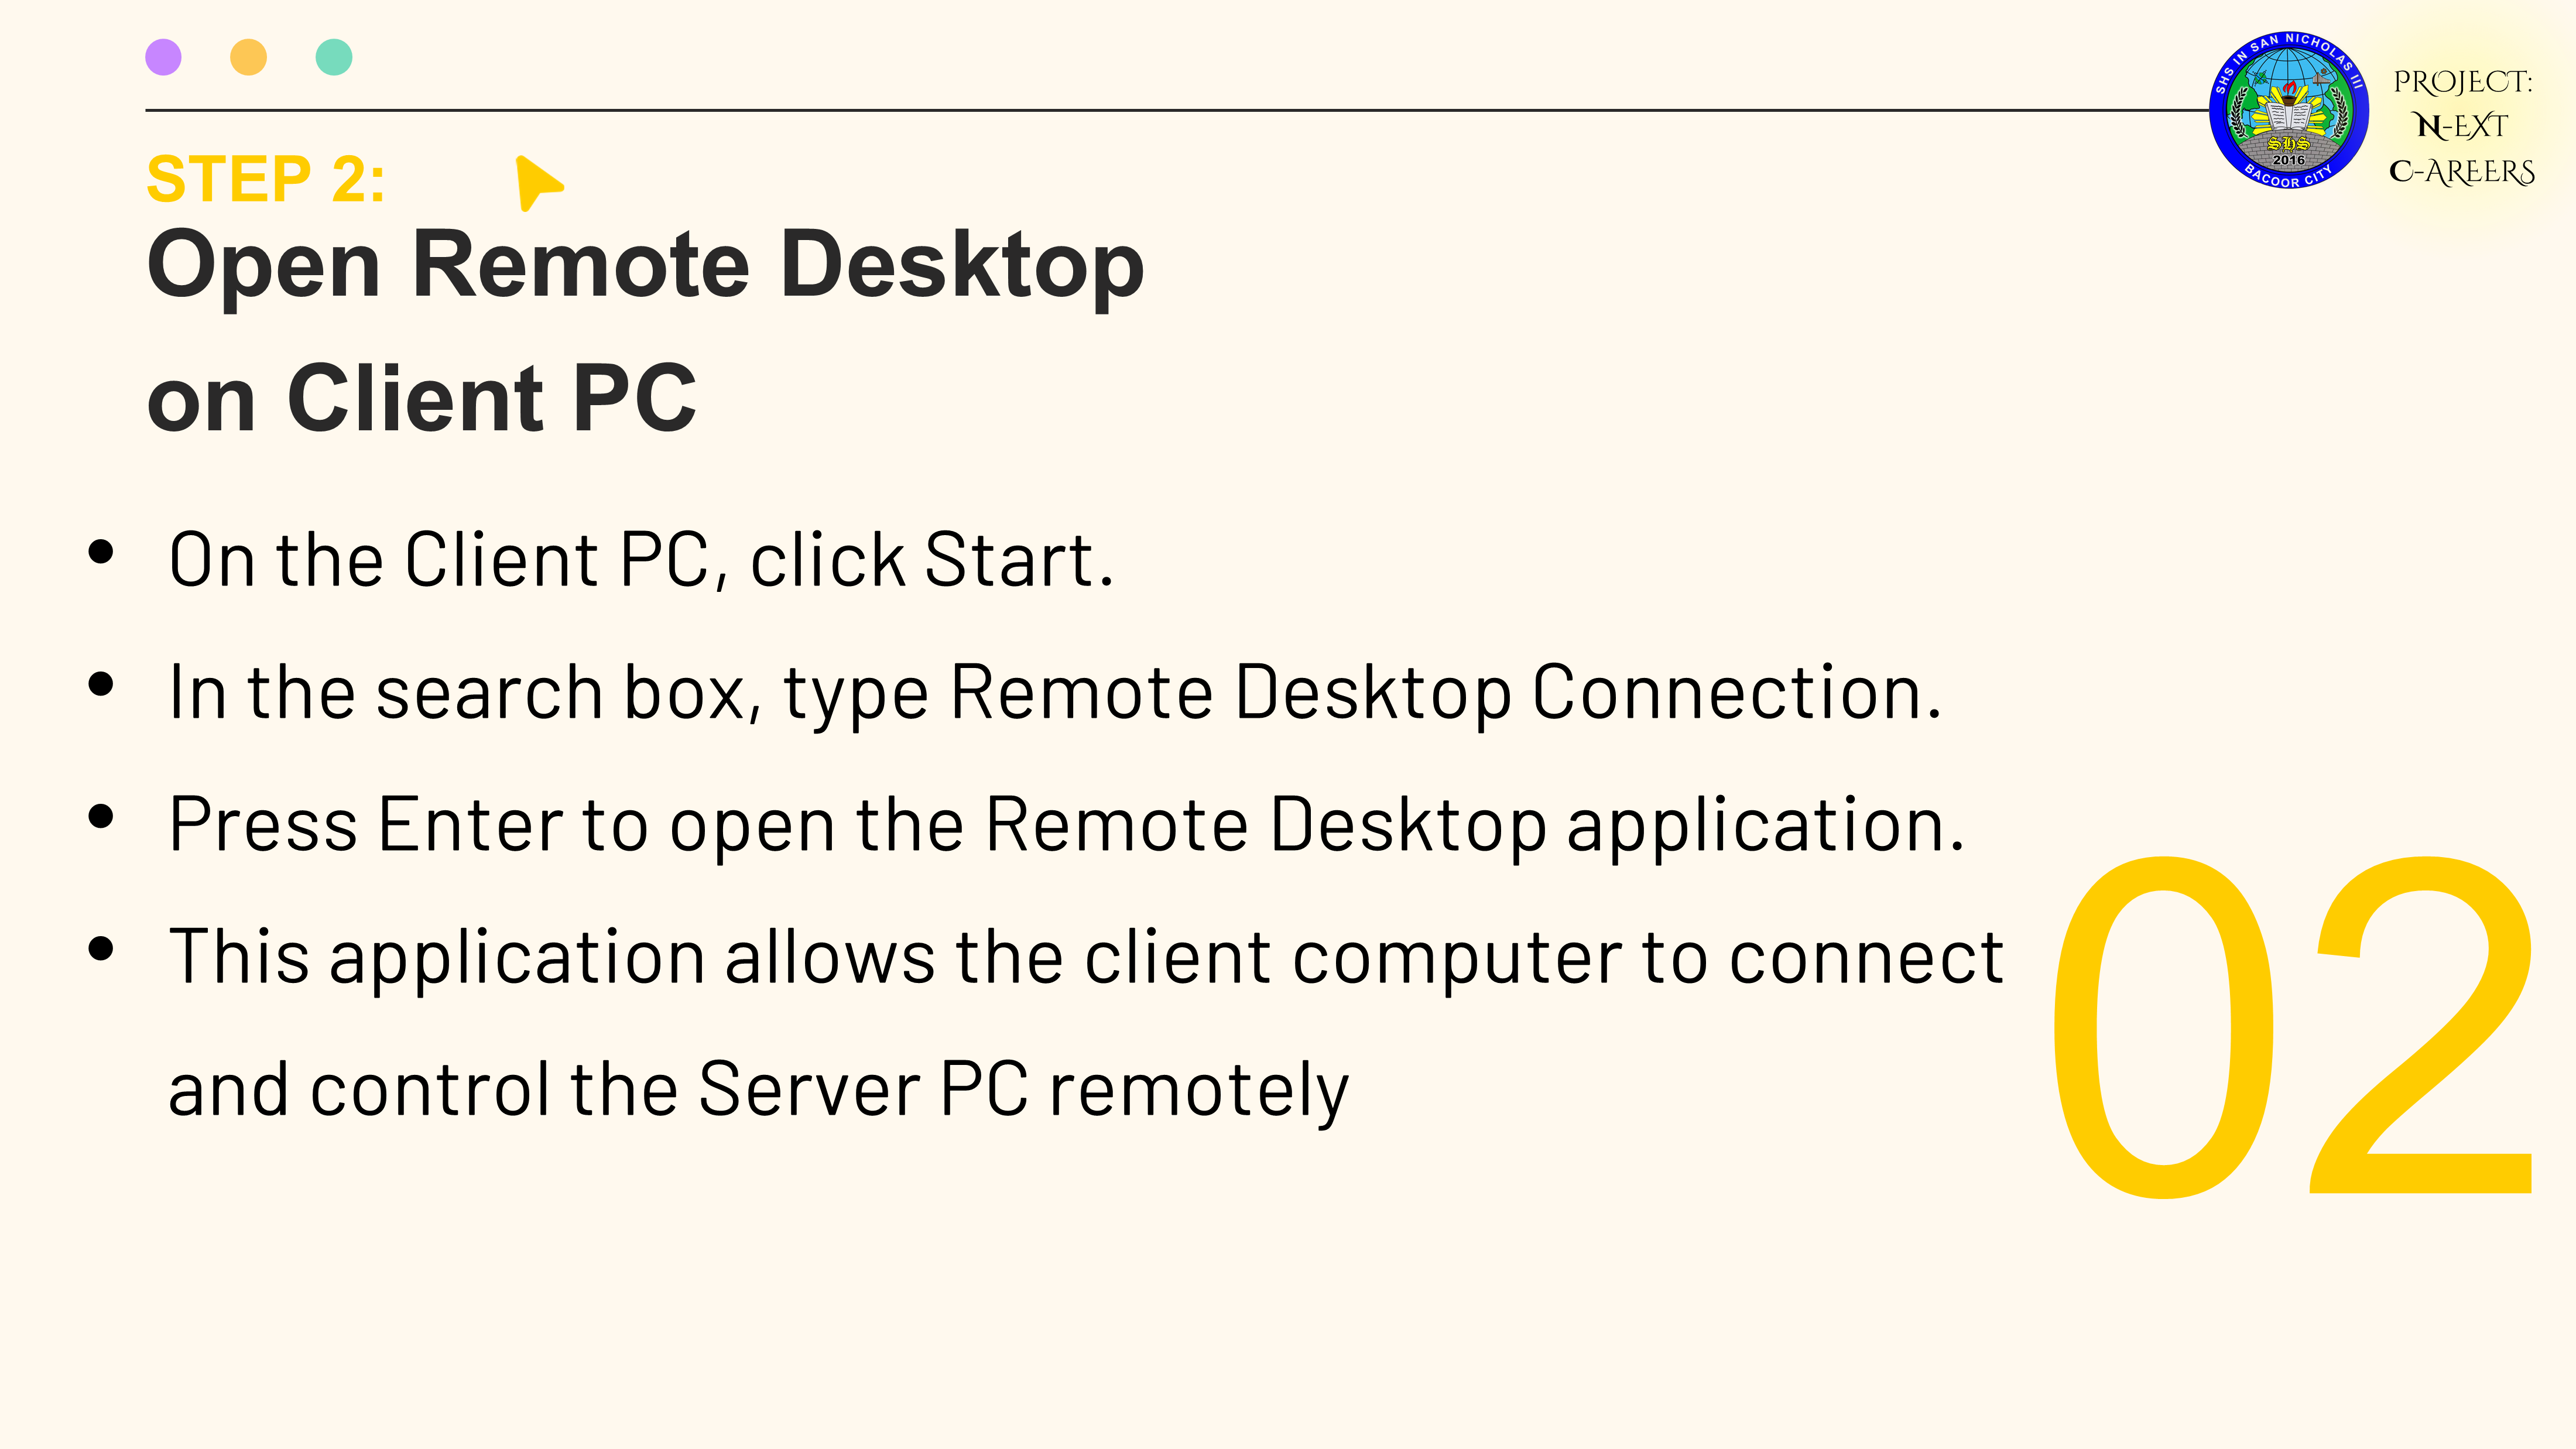 SHS IN SAN NICHOLAS III
SHS
2016
BACOOR CITY
PROJECT:
N-EXT
C-AREERS
STEP 2:
Open Remote Desktop
on Client PC
• On the Client PC, click Start.
• In the search box, type Remote Desktop Connection.
• Press Enter to open the Remote Desktop application.
• This application allows the client computer to connect
and control the Server PC remotely
02